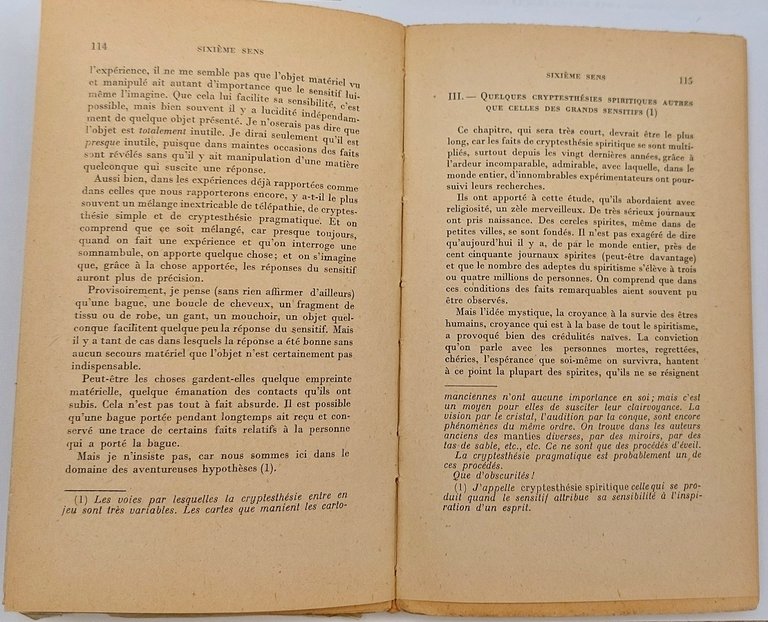 114
SIXIÈME SENS
l'expérience, il ne me semble pas que l'objet matériel vu
et manipulé ait autant d'importance que le sensitif lui-
même l'imagine. Que cela lui facilite sa sensibilité, c'est
possible, mais bien souvent il y a lucidité indépendam-
ment de quelque objet présenté. Je n'oserais pas dire que
l'objet est totalement inutile. Je dirai seulement qu'il est
presque inutile, puisque dans maintes occasions des faits
sont révélés sans qu'il y ait manipulation d'une matière
quelconque qui suscite une réponse.
Aussi bien, dans les expériences déjà rapportées comme
dans celles que nous rapporterons encore, y a-t-il le plus
souvent un mélange inextricable de télépathie, de cryptes-
thésie simple et de cryptesthésie pragmatique. Et on
comprend que ce soit mélangé, car presque toujours,
quand on fait une expérience et qu'on interroge une
somnambule, on apporte quelque chose; et on s'imagine
que, grâce à la chose apportée, les réponses du sensitif
auront plus de précision.
Provisoirement, je pense (sans rien affirmer d'ailleurs)
qu'une bague, une boucle de cheveux, un fragment de
tissu ou de robe, un gant, un mouchoir, un objet quel-
conque facilitent quelque peu la réponse du sensitif. Mais
il y a tant de cas dans lesquels la réponse a été bonne sans
aucun secours matériel que l'objet n'est certainement pas
indispensable.
Peut-être les choses gardent-elles quelque empreinte
matérielle, quelque émanation des contacts qu'ils ont
subis. Cela n'est pas tout à fait absurde. Il est possible
qu'une bague portée pendant longtemps ait reçu et con-
servé une trace de certains faits relatifs à la personne
qui a porté la bague.
Mais je n'insiste pas, car nous sommes ici dans le
domaine des aventureuses hypothèses (1).
(1) Les voies par lesquelles la cryptesthésie entre en
jeu sont très variables. Les cartes que manient les carto-
SIXIÈME SENS
115
III. — QUELQUES CRYPTESTHÉSIES SPIRITIQUES AUTRES
QUE CELLES DES GRANDS SENSITIFS (1)
Ce chapitre, qui sera très court, devrait être le plus
long, car les faits de cryptesthésie spiritique se sont multi-
pliés, surtout depuis les vingt dernières années, grâce à
l'ardeur incomparable, admirable, avec laquelle, dans le
monde entier, d'innombrables expérimentateurs ont pour-
suivi leurs recherches.
Ils ont apporté à cette étude, qu'ils abordaient avec
religiosité, un zèle merveilleux. De très sérieux journaux
ont pris naissance. Des cercles spirites, même dans de
petites villes, se sont fondés. Il n'est pas exagéré de dire
qu'aujourd'hui il y a, de par le monde entier, près de
cent cinquante journaux spirites (peut-être davantage)
et que le nombre des adeptes du spiritisme s'élève à trois
ou quatre millions de personnes. On comprend que dans
ces conditions des faits remarquables aient souvent pu
être observés.
Mais l'idée mystique, la croyance à la survie des êtres
humains, croyance qui est à la base de tout le spiritisme,
a provoqué bien des crédulités naïves. La conviction
qu'on parle avec les personnes mortes, regrettées,
chéries, l'espérance que soi-même on survivra, hantent
à ce point la plupart des spirites, qu'ils ne se résignent
manciennes n'ont aucune importance en soi; mais c'est
un moyen pour elles de susciter leur clairvoyance. La
vision par le cristal, l'audition par la conque, sont encore
phénomènes du même ordre. On trouve dans les auteurs
anciens des manties diverses, par des miroirs, par des
tas de sable, etc., etc. Ce ne sont que des procédés d'éveil.
La cryptesthésie pragmatique est probablement un de
ces procédés.
Que d'obscurités!
(1) J'appelle cryptesthésie spiritique celle qui se pro-
duit quand le sensitif attribue sa sensibilité à l'inspi-
ration d'un esprit.